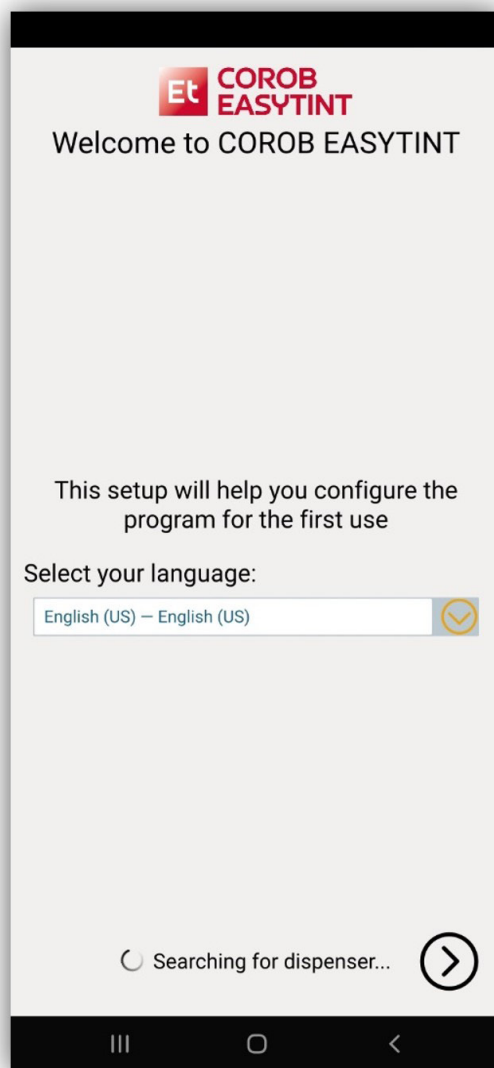 Et COROB
EASYTINT
Welcome to COROB EASYTINT
This setup will help you configure the
program for the first use
Select your language:
English (US) — English (US)
Searching for dispenser...